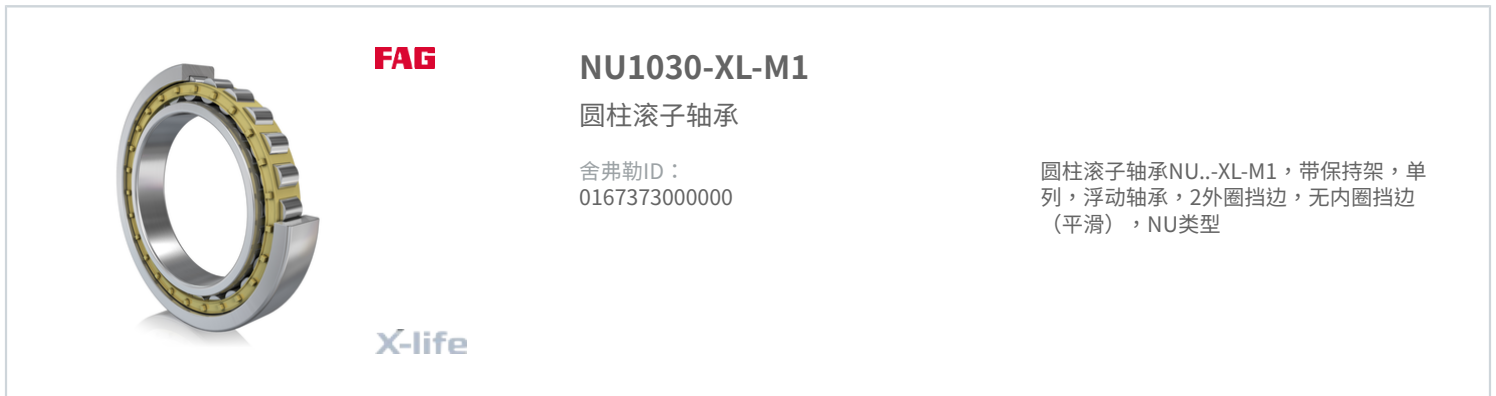 FAG
NU1030-XL-M1
圆柱滚子轴承
舍弗勒ID：
0167373000000
圆柱滚子轴承NU..-XL-M1，带保持架，单
列，浮动轴承，2外圈挡边，无内圈挡边
（平滑），NU类型
X-life